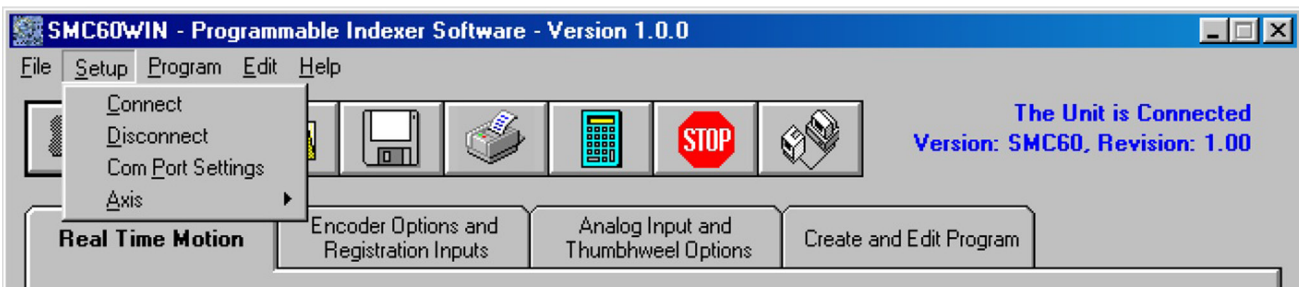 SMC60WIN - Programmable Indexer Software - Version 1.0.0
File Setup Program Edit Help
Connect
Disconnect
Com Port Settings
Axis
STOP
The Unit is Connected
Version: SMC60, Revision: 1.00
Real Time Motion
Encoder Options and
Registration Inputs
Analog Input and
Thumbhweel Options
Create and Edit Program